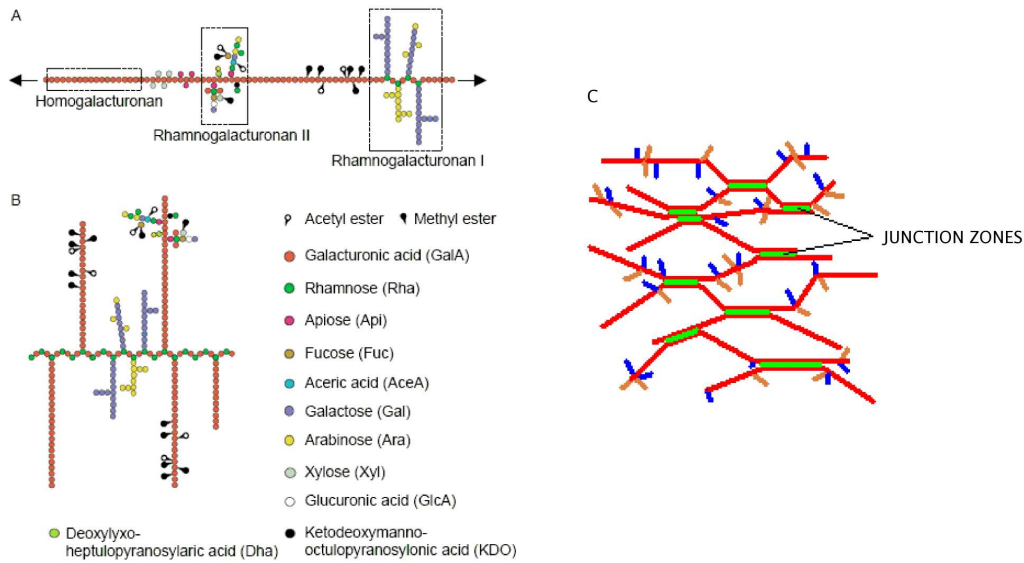 A
Homogalacturonan
Rhamnogalacturonan II
Rhamnogalacturonan I
B
Acetyl ester
Methyl ester
Galacturonic acid (GalA)
Rhamnose (Rha)
Apiose (Api)
Fucose (Fuc)
Aceric acid (AceA)
Galactose (Gal)
Arabinose (Ara)
Xylose (Xyl)
Glucuronic acid (GlcA)
Deoxylyxo-
heptulopyranosylaric acid (Dha)
Ketodeoxymanno-
octulopyranosylonic acid (KDO)
C
JUNCTION ZONES